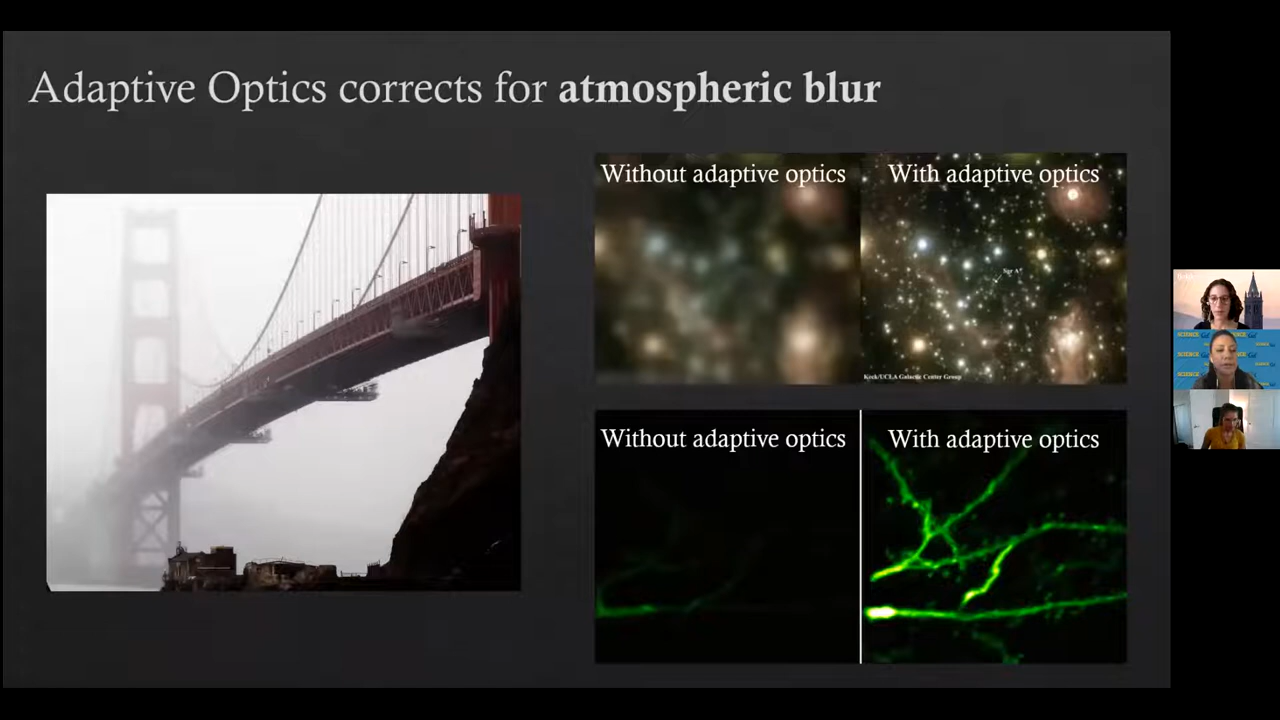 Adaptive Optics corrects for atmospheric blur
Without adaptive optics
With adaptive optics
Sgr A*
Keck/UCLA Galactic Center Group
Without adaptive optics
With adaptive optics